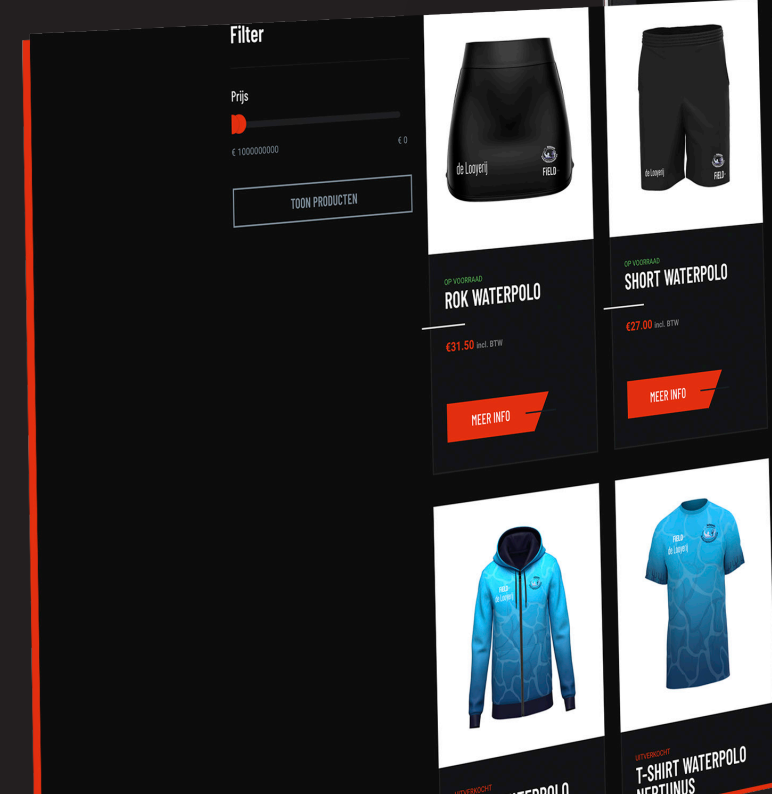 Filter
Prijs
€ 1000000000
€ 0
TOON PRODUCTEN
de Looyerij
FIELD
de Looyerij
FIELD
OP VOORRAAD
ROK WATERPOLO
€31.50 incl. BTW
MEER INFO
OP VOORRAAD
SHORT WATERPOLO
€27.00 incl. BTW
MEER INFO
FIELD
de Looyerij
FIELD
de Looyerij
UITVERKOCHT
UITVERKOCHT
T-SHIRT WATERPOLO
NEPTUNUS